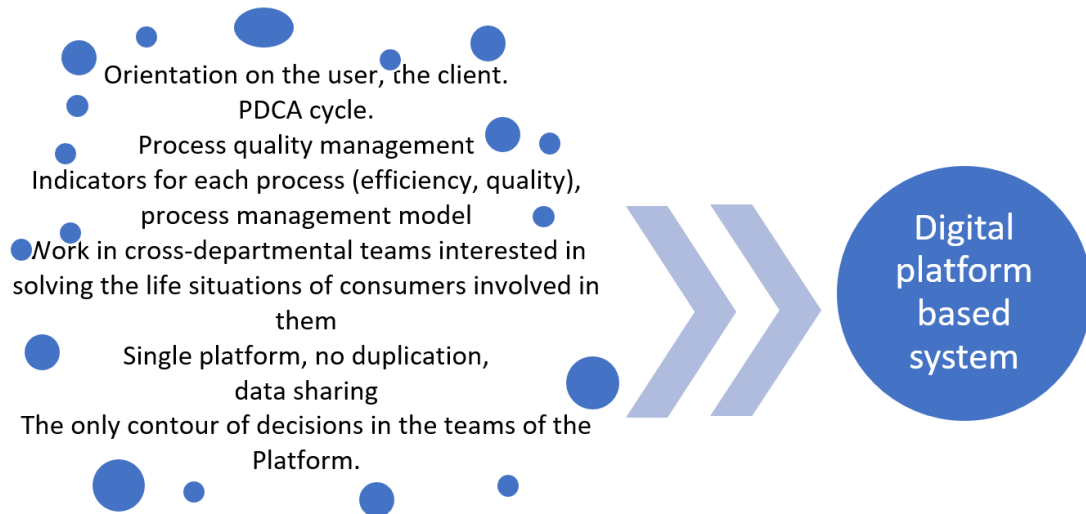 Orientation on the user, the client.
PDCA cycle.
Process quality management
Indicators for each process (efficiency, quality),
process management model
Work in cross-departmental teams interested in
solving the life situations of consumers involved in
them
Single platform, no duplication,
data sharing
The only contour of decisions in the teams of the
Platform.
Digital
platform
based
system